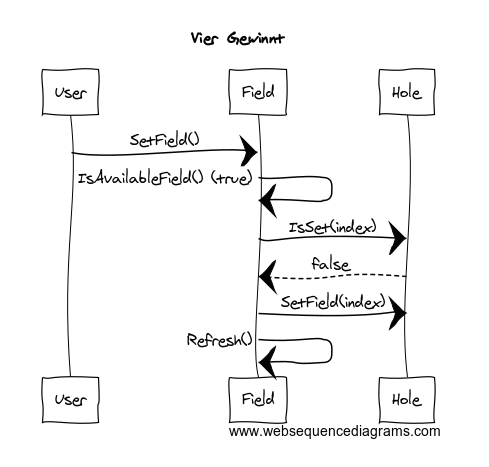 Vier Gewinnt
User
Field
Hole
SetField()
IsAvailableField() (true)
IsSet(index)
false
SetField(index)
Refresh()
User
Field
Hole
www.websequencediagrams.com